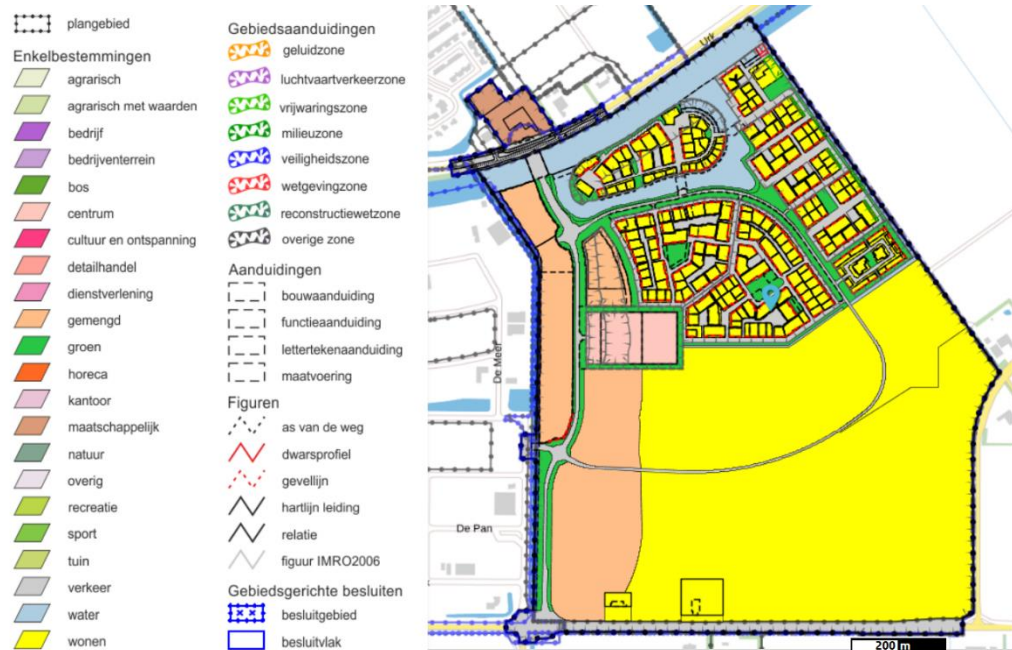 plangebied
Enkelbestemmingen
agrarisch
agrarisch met waarden
bedrijf
bedrijventerrein
bos
centrum
cultuur en ontspanning
detailhandel
dienstverlening
gemengd
groen
horeca
kantoor
maatschappelijk
natuur
overig
recreatie
sport
tuin
verkeer
water
wonen
Gebiedsaanduidingen
geluidzone
luchtvaartverkeerzone
vrijwaringszone
milieuzone
veiligheidszone
wetgevingzone
reconstructiewetzone
overige zone
Aanduidingen
bouwaanduiding
functieaanduiding
lettertekenaanduiding
maatvoering
Figuren
as van de weg
dwarsprofiel
gevellijn
hartlijn leiding
relatie
figuur IMRO2006
Gebiedsgerichte besluiten
besluitgebied
besluitvlak
Urk
De Meer
De Pan
200 m